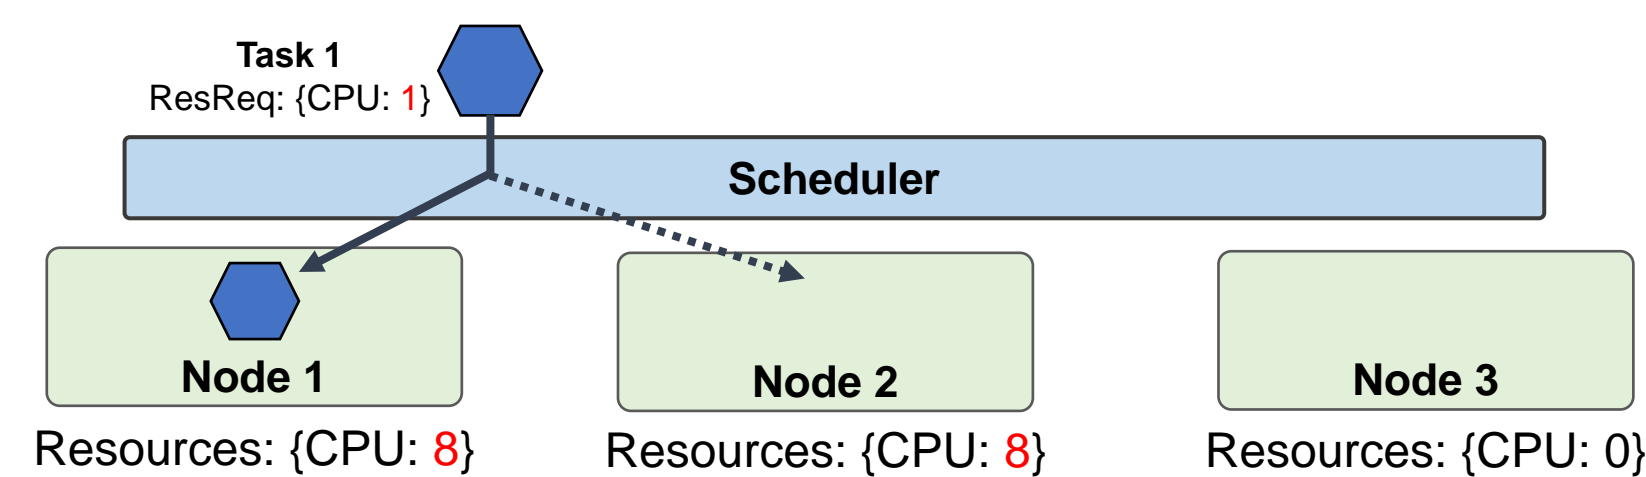 Task 1
ResReq: {CPU: 1}
Scheduler
Node 1
Node 2
Node 3
Resources: {CPU: 8}
Resources: {CPU: 8}
Resources: {CPU: 0}